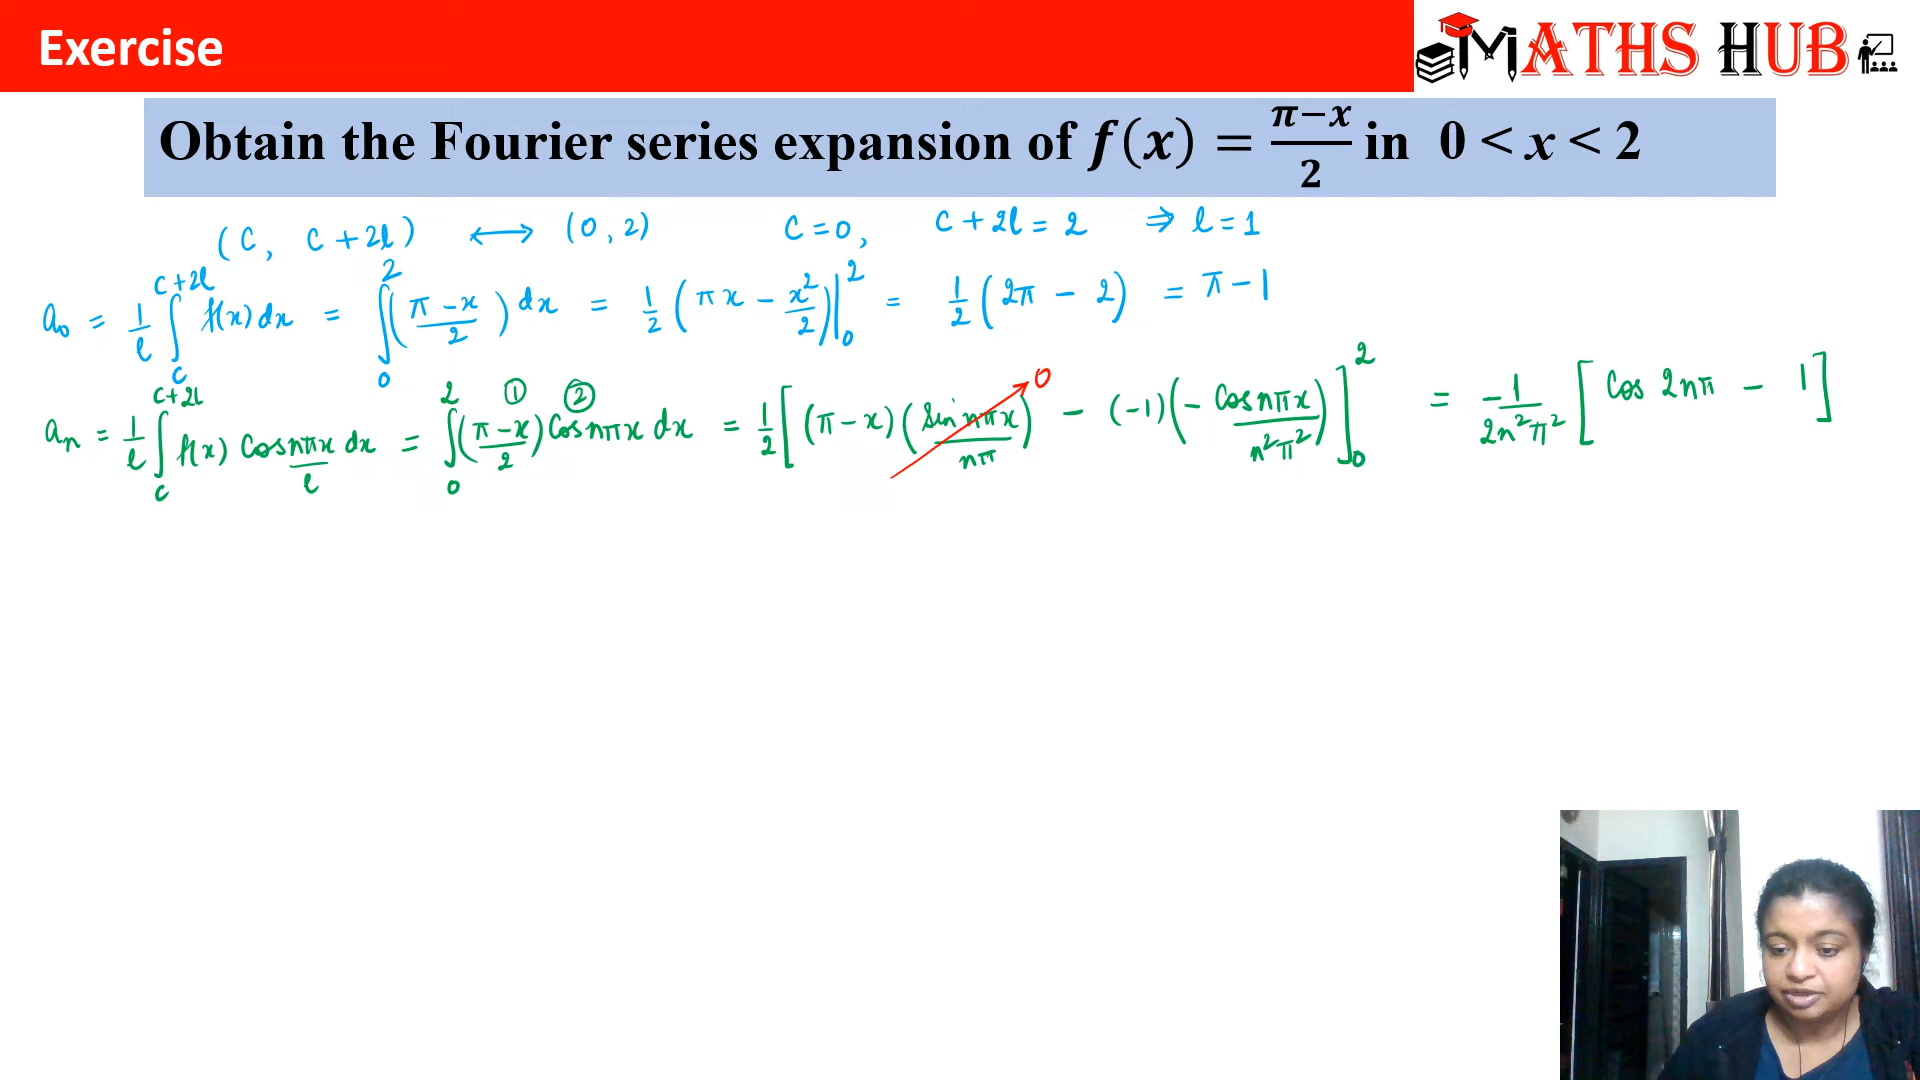 Exercise
MATHS HUB
Obtain the Fourier series expansion of f(x) = (π−x)/2 in 0 < x < 2
(c, c+2l) ⟷ (0, 2) c = 0, c + 2l = 2 ⇒ l = 1
a₀ = 1/l ∫_c^{c+2l} f(x) dx = ∫_0^2 ((π−x)/2) dx = 1/2 (πx − x²/2)|_0^2 = 1/2 (2π − 2) = π − 1
aₙ = 1/l ∫_c^{c+2l} f(x) Cos nπx/l dx = ∫_0^2 ((π−x)/2) ① Cos nπx ② dx = 1/2 [(π−x)(Sin nπx/nπ) 0 − (−1)(−Cos nπx/n²π²)]_0^2 = −1/2n²π² [Cos 2nπ − 1]